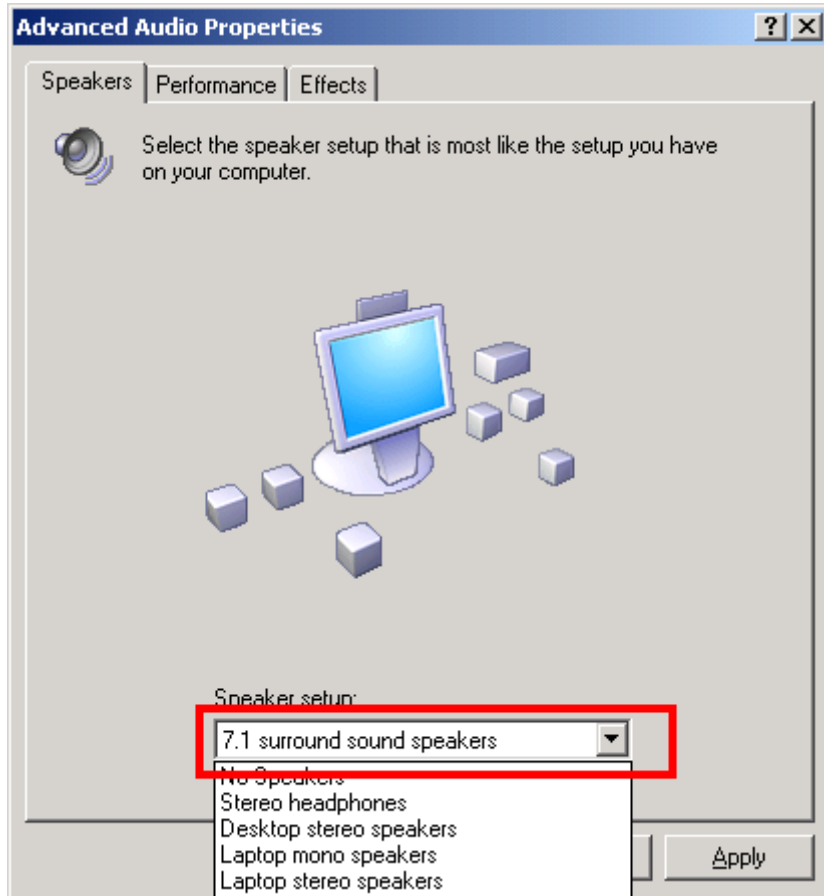 Advanced Audio Properties
Speakers Performance Effects
Select the speaker setup that is most like the setup you have
on your computer.
Speaker setup:
7.1 surround sound speakers
No Speakers
Stereo headphones
Desktop stereo speakers
Laptop mono speakers
Laptop stereo speakers
Apply